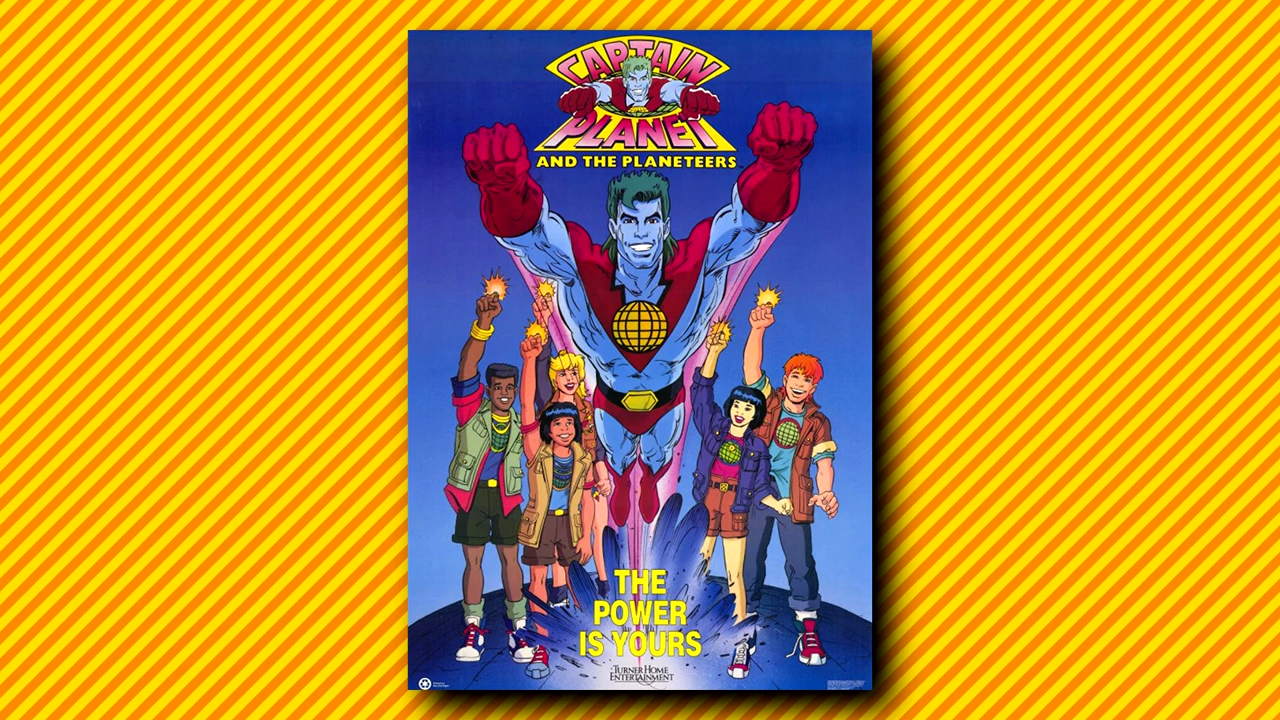 CAPTAIN
PLANET
AND THE PLANETEERS
THE
POWER
IS YOURS
TURNER HOME
ENTERTAINMENT